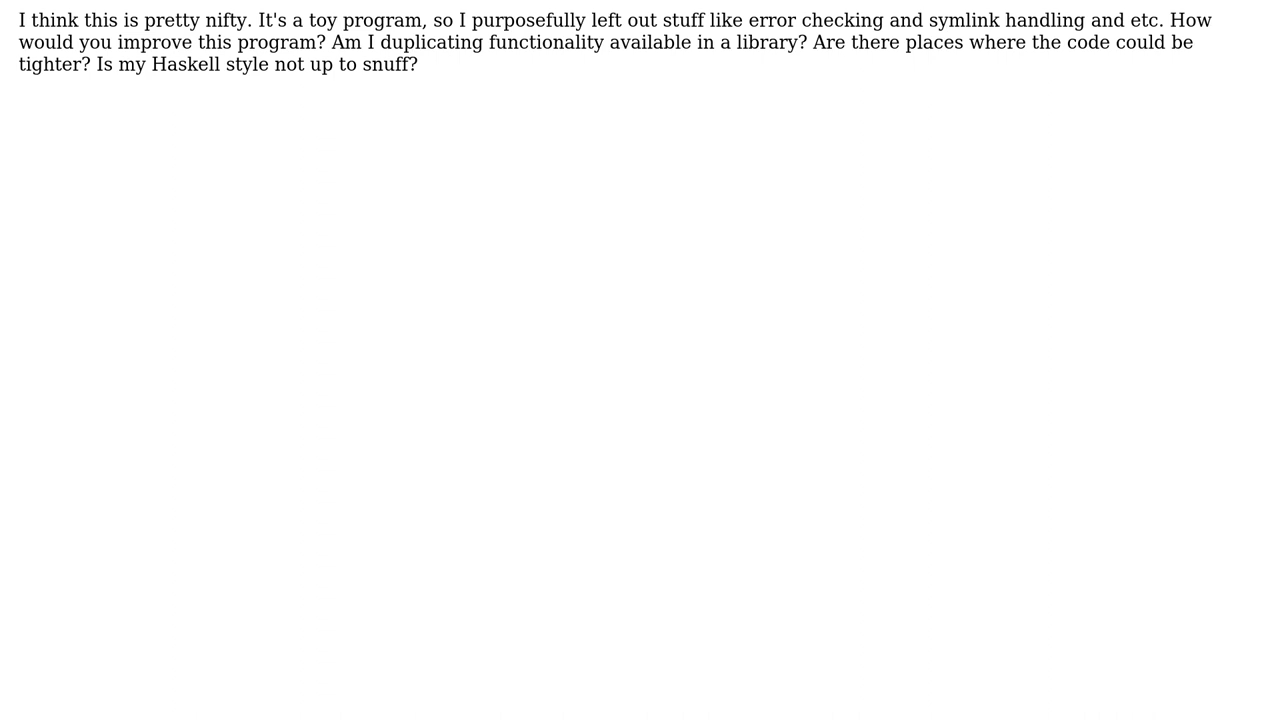 I think this is pretty nifty. It's a toy program, so I purposefully left out stuff like error checking and symlink handling and etc. How
would you improve this program? Am I duplicating functionality available in a library? Are there places where the code could be
tighter? Is my Haskell style not up to snuff?